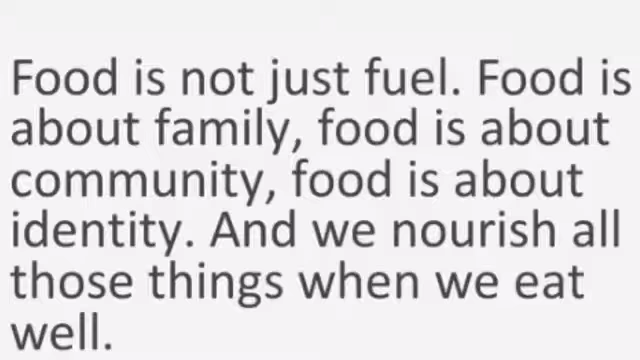 Food is not just fuel. Food is
about family, food is about
community, food is about
identity. And we nourish all
those things when we eat
well.